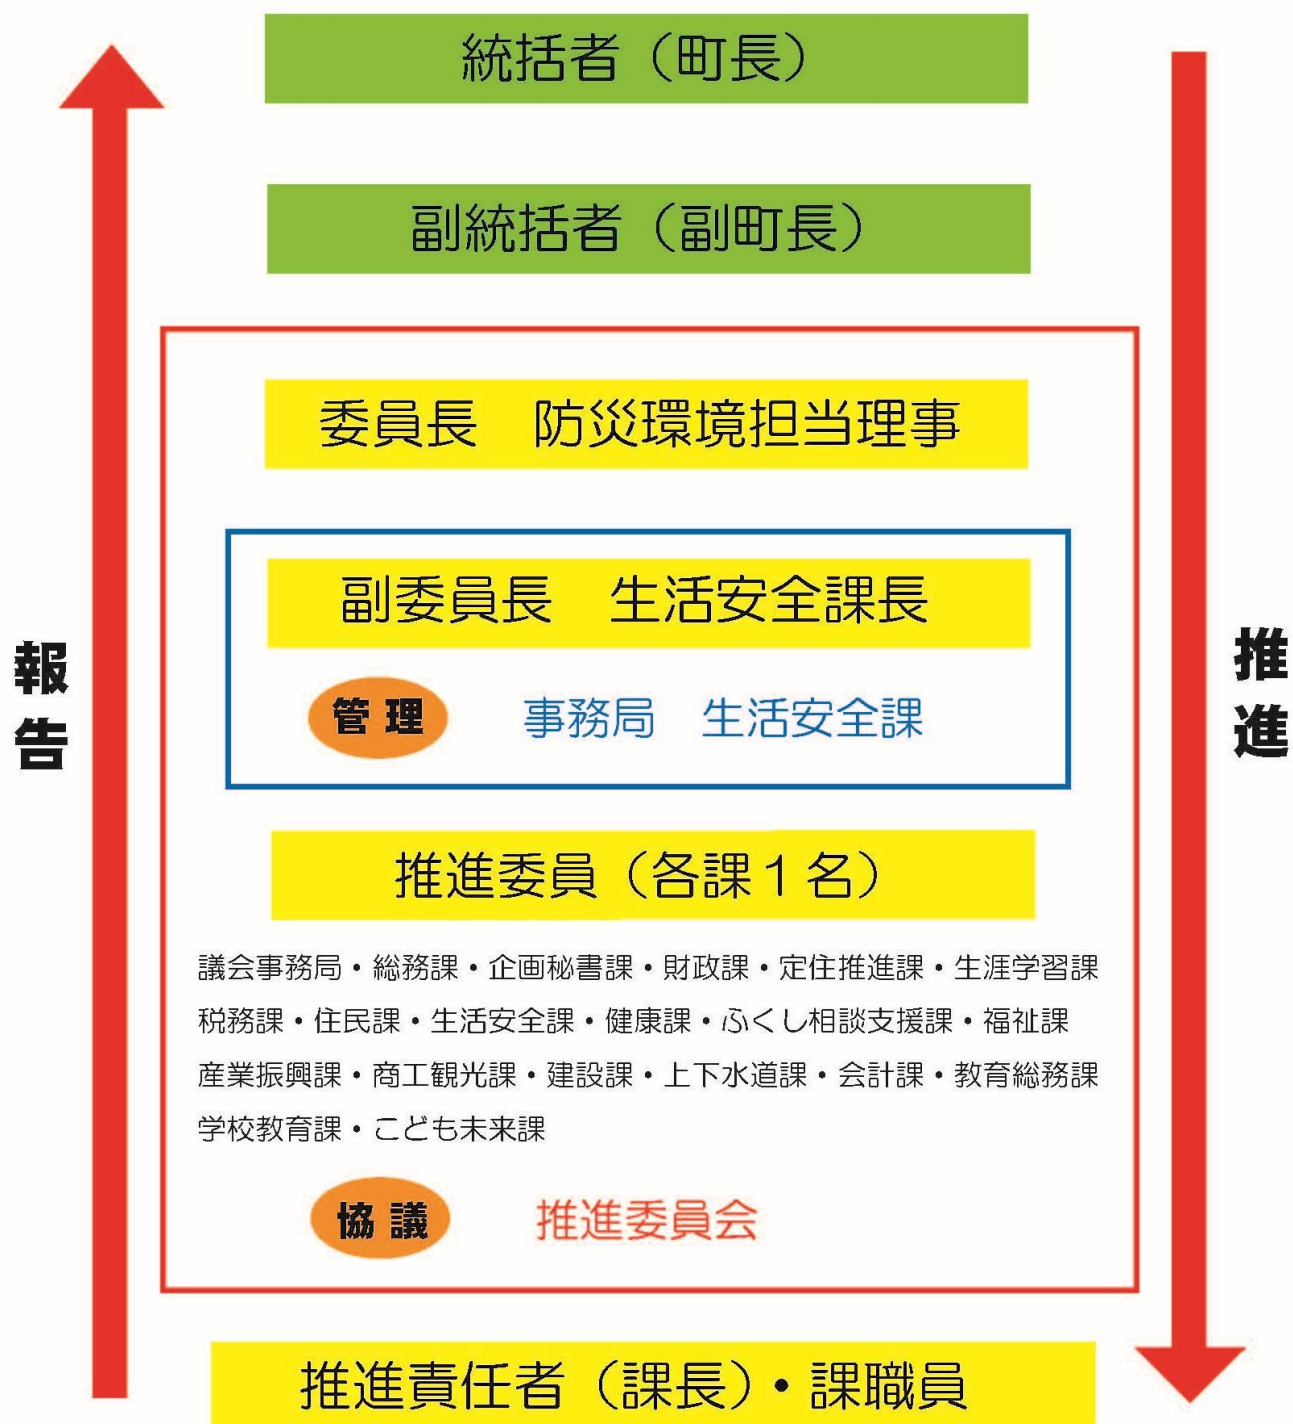 統括者（町長）
副統括者（副町長）
委員長　防災環境担当理事
副委員長　生活安全課長
管理　事務局　生活安全課
推進委員（各課１名）
議会事務局・総務課・企画秘書課・財政課・定住推進課・生涯学習課
税務課・住民課・生活安全課・健康課・ふくし相談支援課・福祉課
産業振興課・商工観光課・建設課・上下水道課・会計課・教育総務課
学校教育課・こども未来課
協議　推進委員会
推進責任者（課長）・課職員
報告
推進